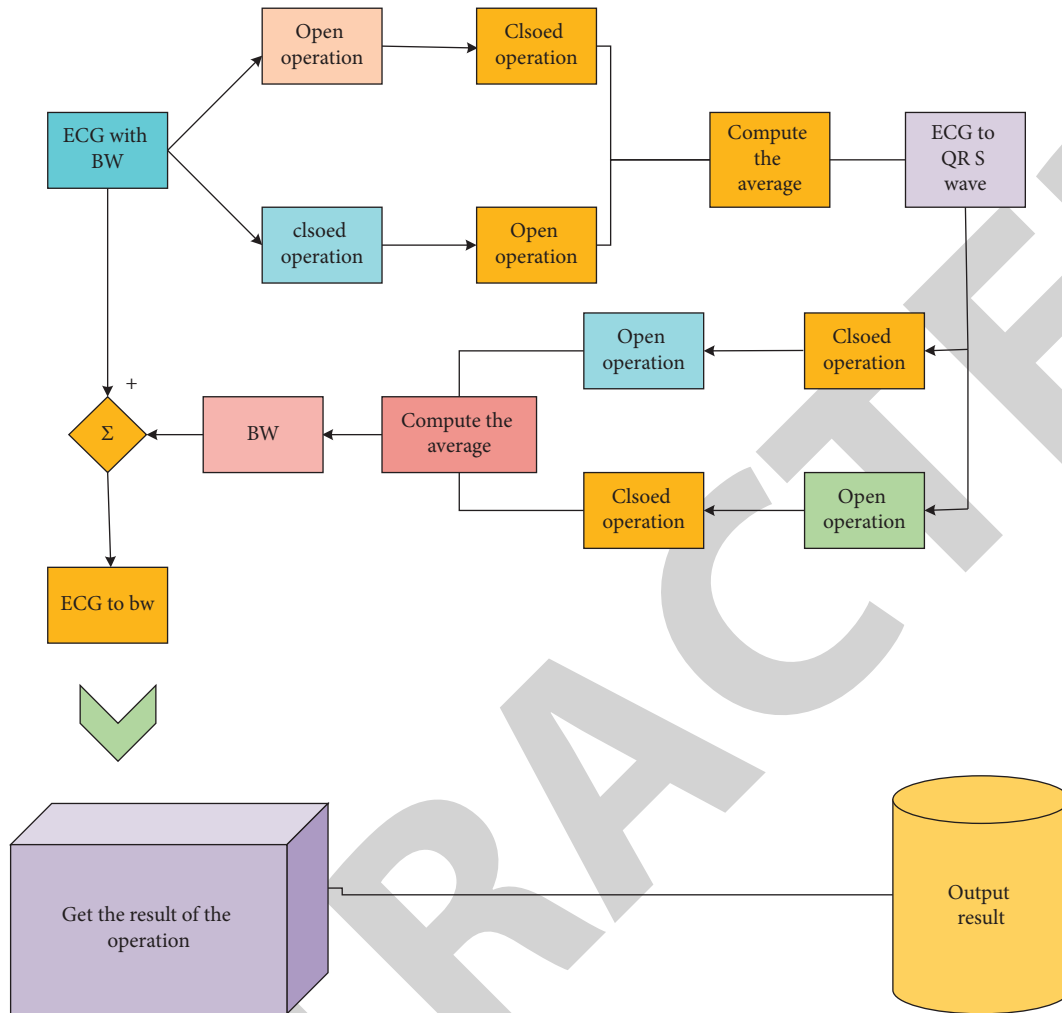 Open
operation
Clsoed
operation
ECG with
BW
Compute
the
average
ECG to
QR S
wave
clsoed
operation
Open
operation
Open
operation
Clsoed
operation
+
Σ
BW
Compute the
average
Clsoed
operation
Open
operation
ECG to bw
Get the result of the
operation
Output
result
RACTE